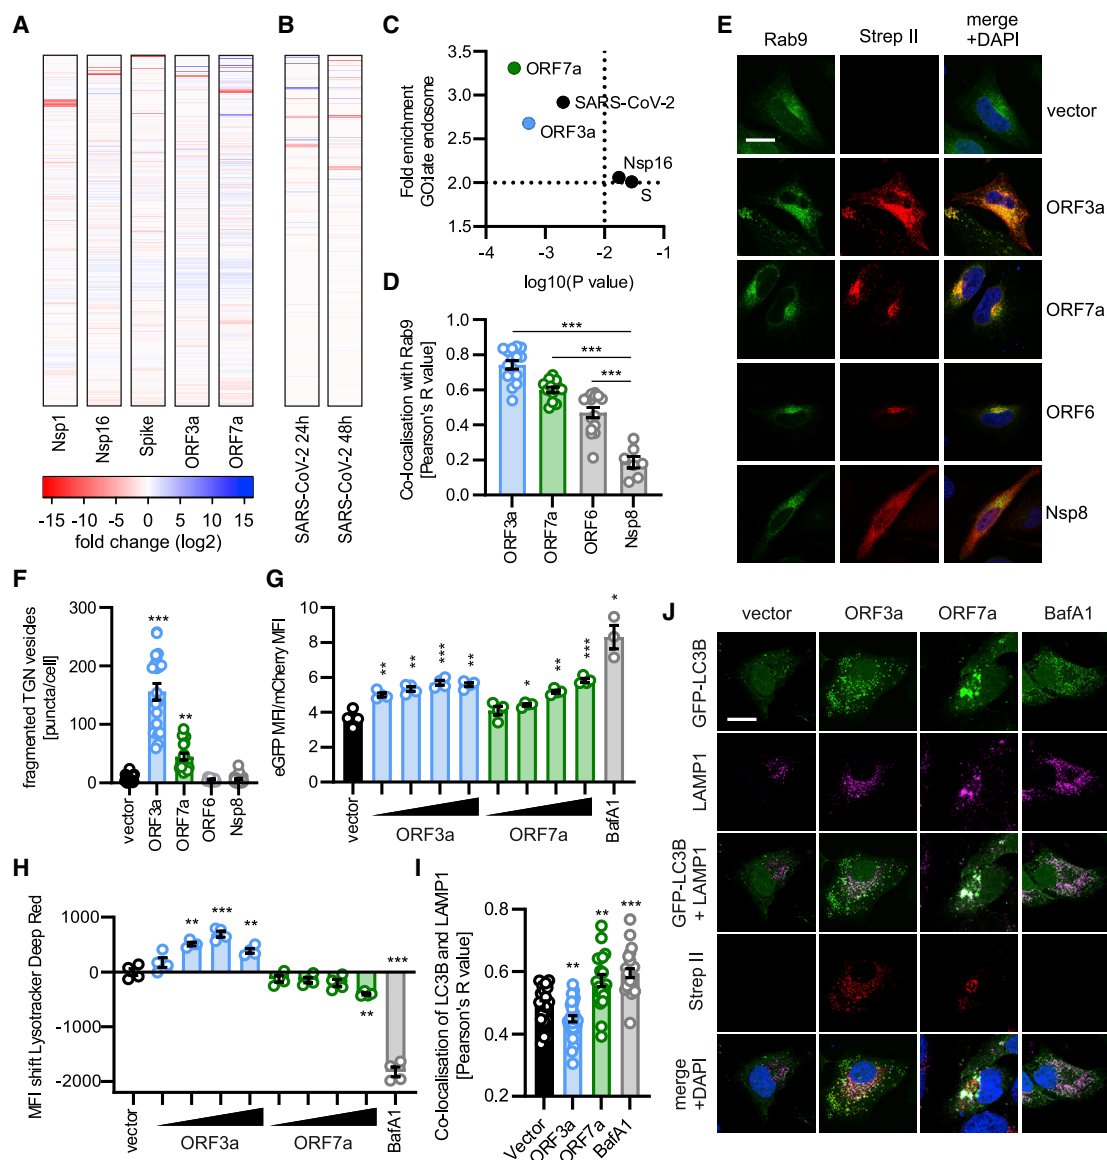 A
Nsp1
Nsp16
Spike
ORF3a
ORF7a
-15 -10 -5 0 5 10 15
fold change (log2)
B
SARS-CoV-2 24h
SARS-CoV-2 48h
C
Fold enrichment
GO:late endosome
3.5
3.0
2.5
2.0
1.5
ORF7a
SARS-CoV-2
ORF3a
Nsp16
S
-4 -3 -2 -1
log10(P value)
D
Co-localisation with Rab9
[Pearson's R value]
1.0
0.8
0.6
0.4
0.2
0.0
***
***
***
ORF3a
ORF7a
ORF6
Nsp8
E
Rab9
Strep II
merge
+DAPI
vector
ORF3a
ORF7a
ORF6
Nsp8
F
fragmented TGN vesides
[puncta/cell]
300
200
100
0
***
**
vector
ORF3a
ORF7a
ORF6
Nsp8
G
eGFP MFI/mCherry MFI
10
8
6
4
2
0
** ** *** ** * ** *** *
vector
ORF3a
ORF7a
BafA1
H
MFI shift Lysotracker Deep Red
1000
0
-1000
-2000
** *** ** ** ***
vector
ORF3a
ORF7a
BafA1
I
Co-localisation of LC3B and LAMP1
[Pearson's R value]
0.8
0.6
0.4
0.2
** ** ***
Vector
ORF3a
ORF7a
BafA1
J
vector
ORF3a
ORF7a
BafA1
GFP-LC3B
LAMP1
GFP-LC3B
+ LAMP1
Strep II
merge
+DAPI